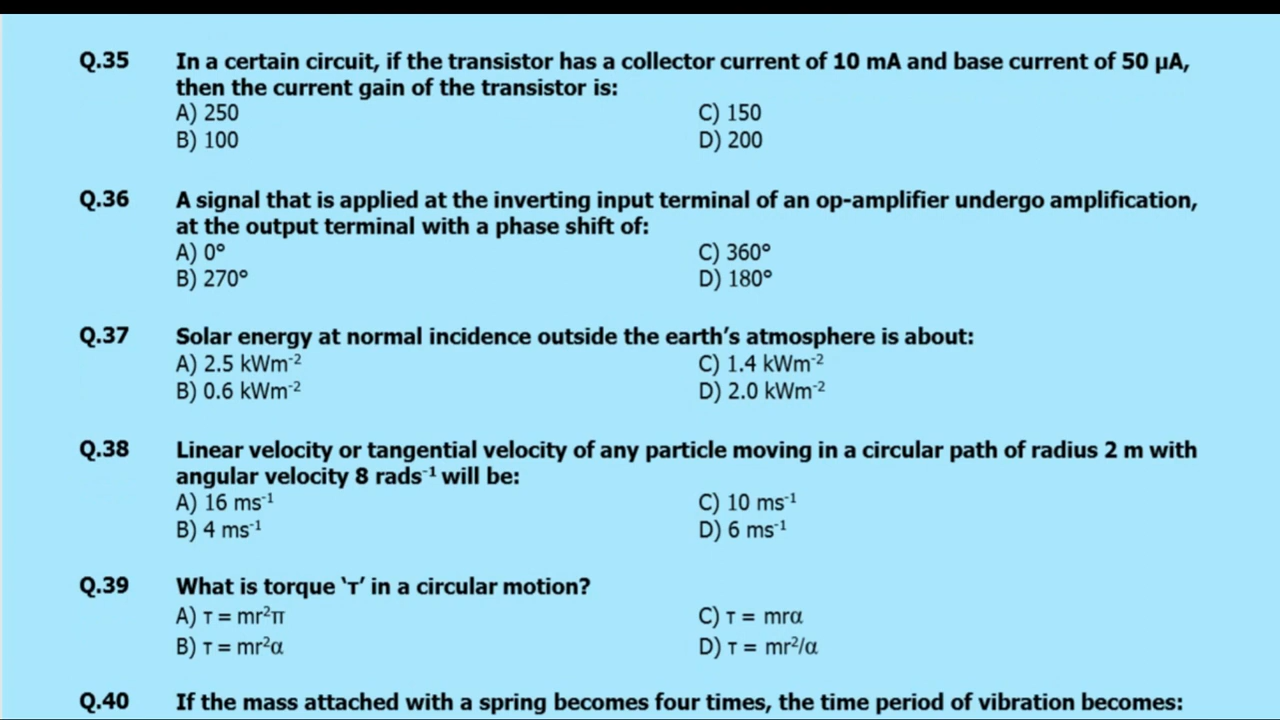 Q.35 In a certain circuit, if the transistor has a collector current of 10 mA and base current of 50 µA,
then the current gain of the transistor is:
A) 250 C) 150
B) 100 D) 200
Q.36 A signal that is applied at the inverting input terminal of an op-amplifier undergo amplification,
at the output terminal with a phase shift of:
A) 0° C) 360°
B) 270° D) 180°
Q.37 Solar energy at normal incidence outside the earth's atmosphere is about:
A) 2.5 kWm⁻² C) 1.4 kWm⁻²
B) 0.6 kWm⁻² D) 2.0 kWm⁻²
Q.38 Linear velocity or tangential velocity of any particle moving in a circular path of radius 2 m with
angular velocity 8 rads⁻¹ will be:
A) 16 ms⁻¹ C) 10 ms⁻¹
B) 4 ms⁻¹ D) 6 ms⁻¹
Q.39 What is torque ‘τ’ in a circular motion?
A) τ = mr²π C) τ = mrα
B) τ = mr²α D) τ = mr²/α
Q.40 If the mass attached with a spring becomes four times, the time period of vibration becomes: